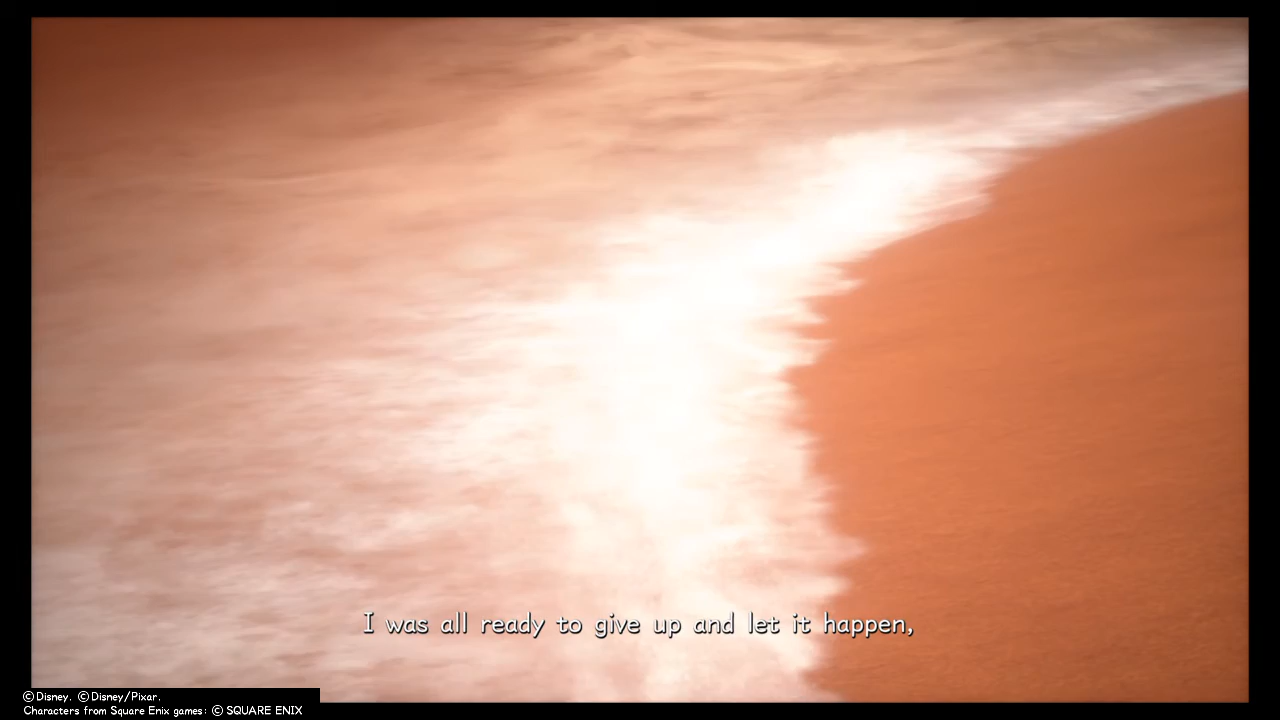 I was all ready to give up and let it happen,
©Disney. ©Disney/Pixar.
Characters from Square Enix games: © SQUARE ENIX